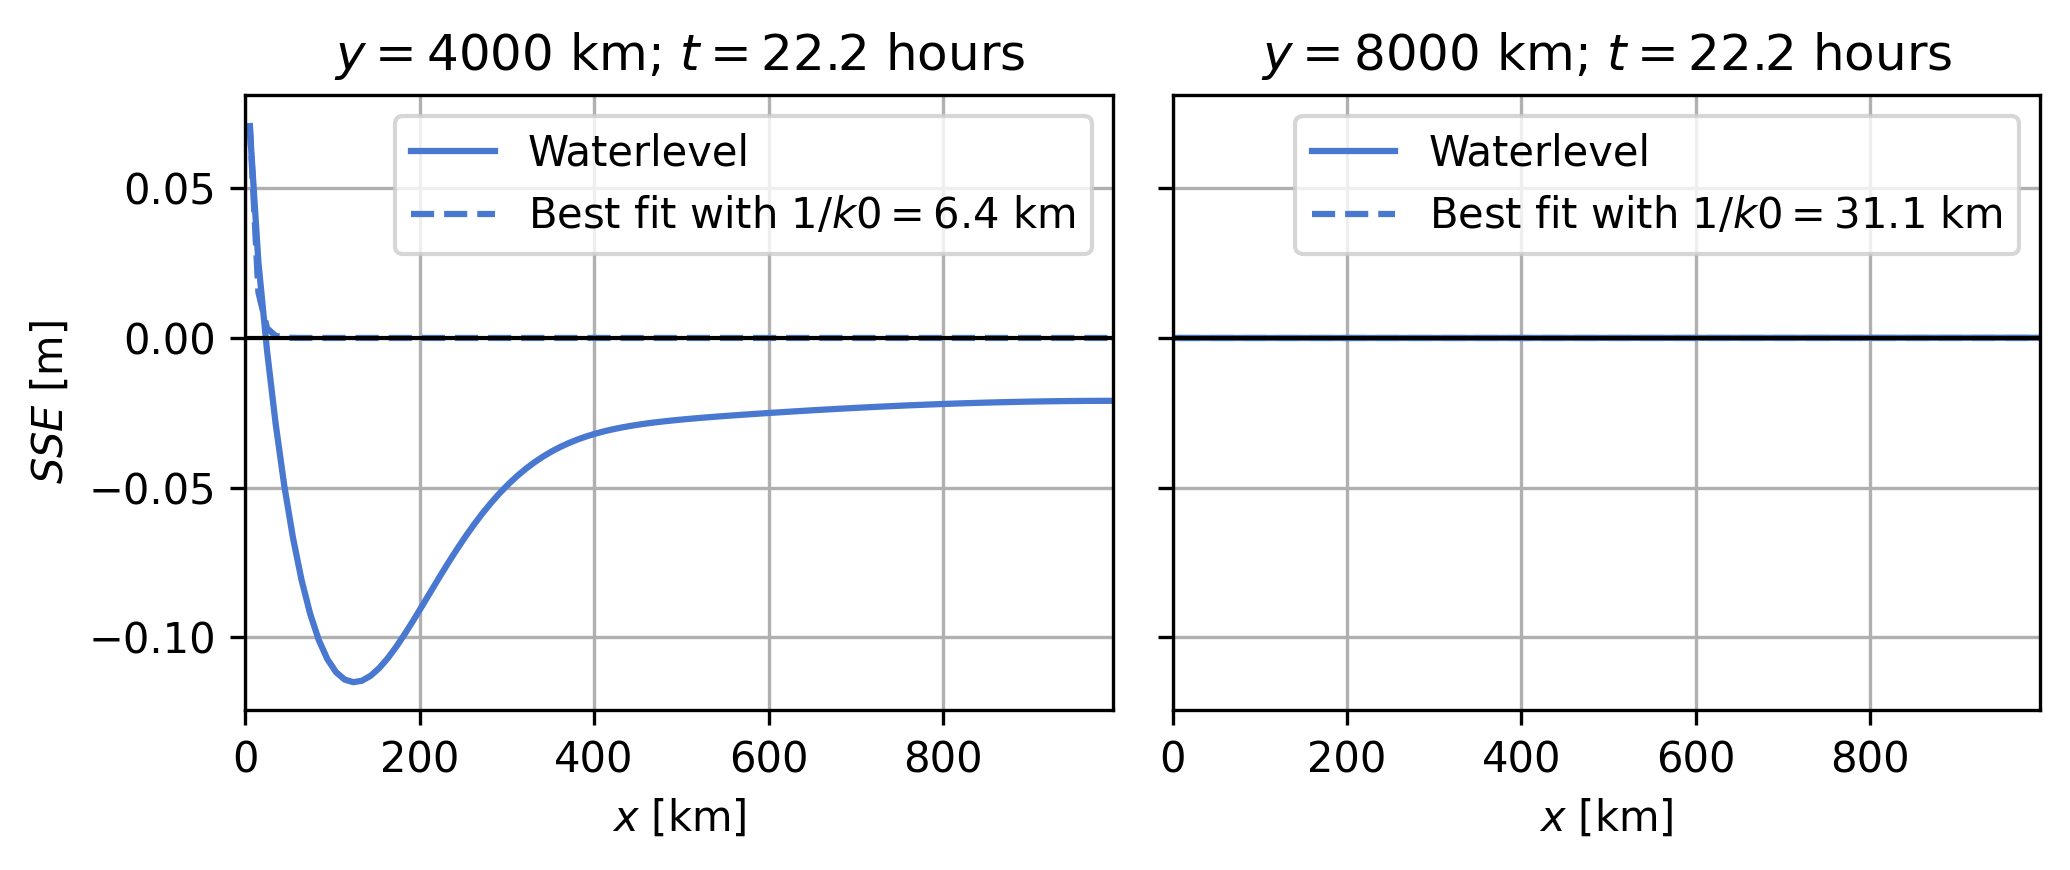 y = 4000 km; t = 22.2 hours
Waterlevel
Best fit with 1/k0 = 6.4 km
0.05
0.00
−0.05
−0.10
SSE [m]
0 200 400 600 800
x [km]
y = 8000 km; t = 22.2 hours
Waterlevel
Best fit with 1/k0 = 31.1 km
0 200 400 600 800
x [km]